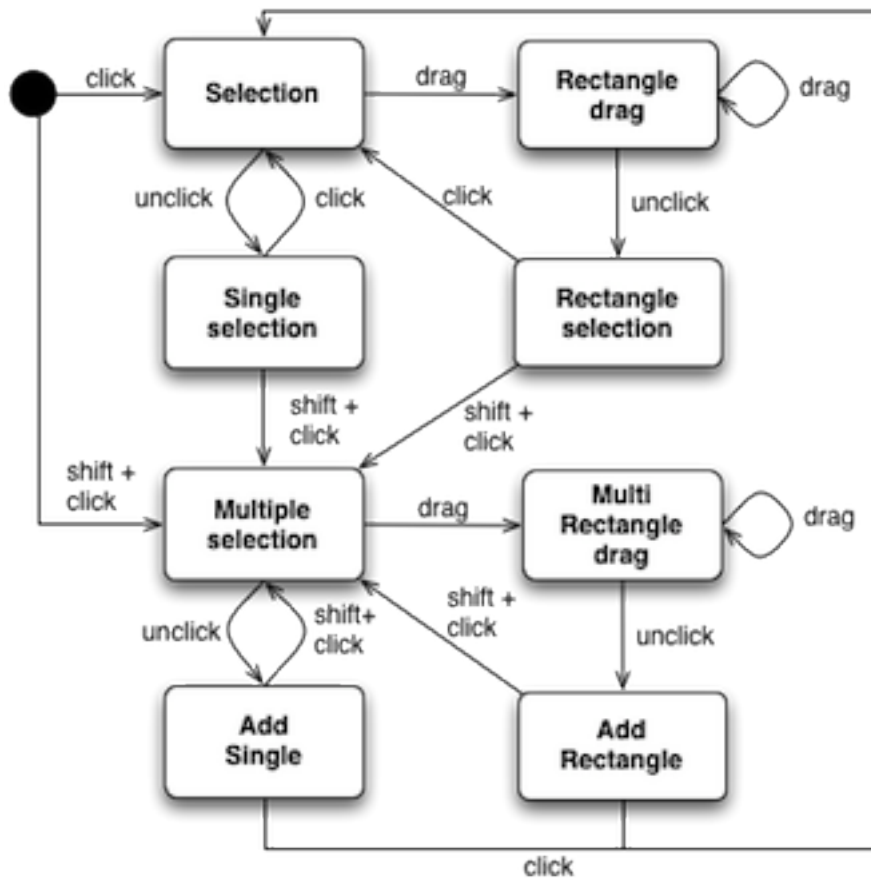 click
Selection
drag
Rectangle
drag
drag
unclick
click
click
unclick
Single
selection
Rectangle
selection
shift +
click
shift +
click
shift +
click
Multiple
selection
drag
Multi
Rectangle
drag
drag
unclick
shift+
click
shift +
click
unclick
Add
Single
Add
Rectangle
click